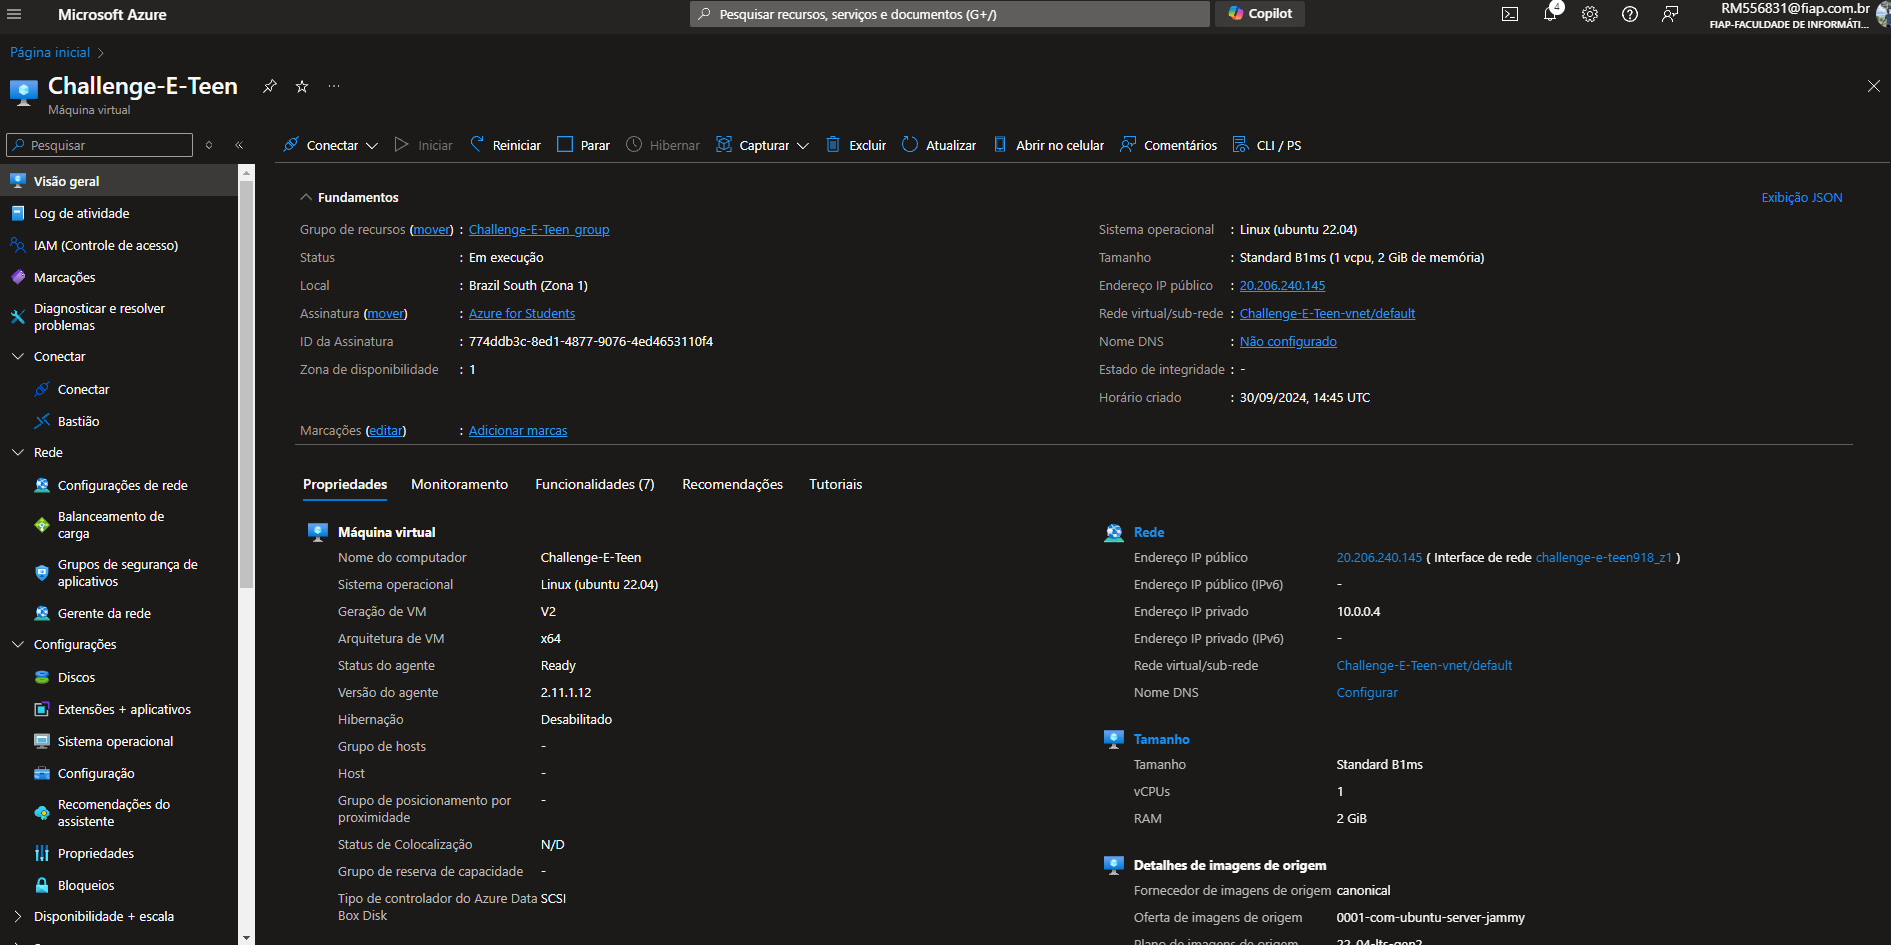 Microsoft Azure
Pesquisar recursos, serviços e documentos (G+/)
Copilot
4
RM556831@fiap.com.br
FIAP-FACULDADE DE INFORMÁTI...
Página inicial
Challenge-E-Teen
Máquina virtual
Pesquisar
Conectar
Iniciar
Reiniciar
Parar
Hibernar
Capturar
Excluir
Atualizar
Abrir no celular
Comentários
CLI / PS
Visão geral
Log de atividade
IAM (Controle de acesso)
Marcações
Diagnosticar e resolver
problemas
Conectar
Conectar
Bastião
Rede
Configurações de rede
Balanceamento de
carga
Grupos de segurança de
aplicativos
Gerente da rede
Configurações
Discos
Extensões + aplicativos
Sistema operacional
Configuração
Recomendações do
assistente
Propriedades
Bloqueios
Disponibilidade + escala
Fundamentos
Exibição JSON
Grupo de recursos (mover) : Challenge-E-Teen_group
Status : Em execução
Local : Brazil South (Zona 1)
Assinatura (mover) : Azure for Students
ID da Assinatura : 774ddb3c-8ed1-4877-9076-4ed4653110f4
Zona de disponibilidade : 1
Sistema operacional : Linux (ubuntu 22.04)
Tamanho : Standard B1ms (1 vcpu, 2 GiB de memória)
Endereço IP público : 20.206.240.145
Rede virtual/sub-rede : Challenge-E-Teen-vnet/default
Nome DNS : Não configurado
Estado de integridade : -
Horário criado : 30/09/2024, 14:45 UTC
Marcações (editar) : Adicionar marcas
Propriedades
Monitoramento
Funcionalidades (7)
Recomendações
Tutoriais
Máquina virtual
Nome do computador Challenge-E-Teen
Sistema operacional Linux (ubuntu 22.04)
Geração de VM V2
Arquitetura de VM x64
Status do agente Ready
Versão do agente 2.11.1.12
Hibernação Desabilitado
Grupo de hosts -
Host -
Grupo de posicionamento por -
proximidade
Status de Colocalização N/D
Grupo de reserva de capacidade -
Tipo de controlador do Azure Data SCSI
Box Disk
Rede
Endereço IP público 20.206.240.145 ( Interface de rede challenge-e-teen918_z1 )
Endereço IP público (IPv6) -
Endereço IP privado 10.0.0.4
Endereço IP privado (IPv6) -
Rede virtual/sub-rede Challenge-E-Teen-vnet/default
Nome DNS Configurar
Tamanho
Tamanho Standard B1ms
vCPUs 1
RAM 2 GiB
Detalhes de imagens de origem
Fornecedor de imagens de origem canonical
Oferta de imagens de origem 0001-com-ubuntu-server-jammy
Plano de imagens de origem 22_04-lts-gen2